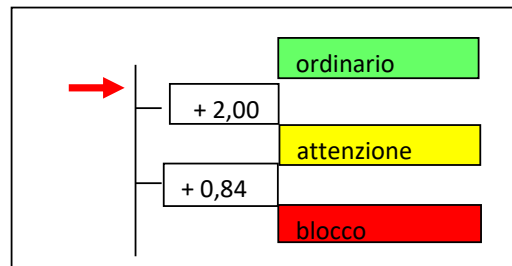 ordinario
+ 2,00
attenzione
+ 0,84
blocco